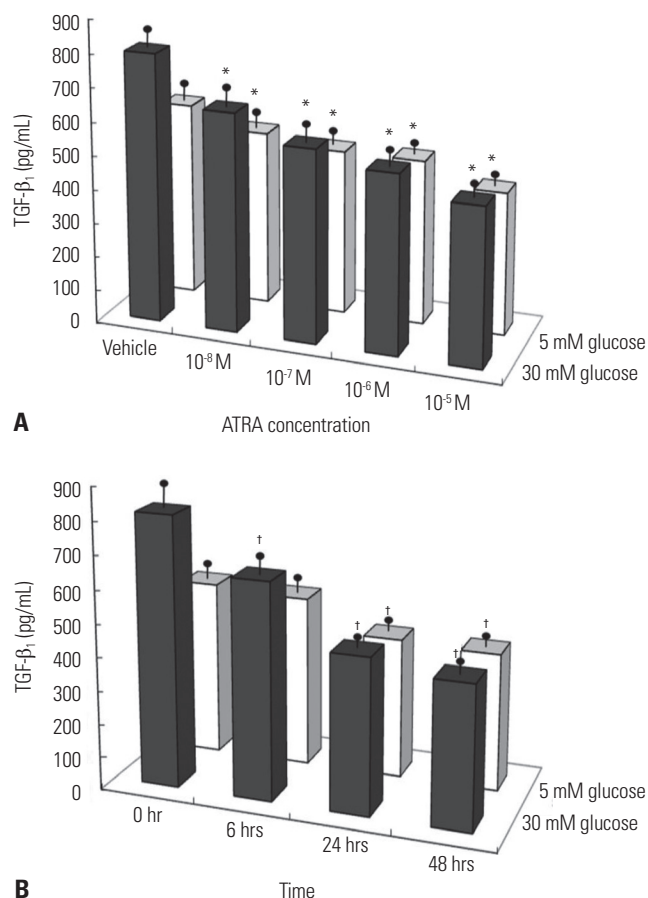 900
800
700
600
500
400
300
200
100
0
TGF-β₁ (pg/mL)
*
*
*
*
*
*
*
*
Vehicle
10⁻⁸ M
10⁻⁷ M
10⁻⁶ M
10⁻⁵ M
5 mM glucose
30 mM glucose
A
ATRA concentration
900
800
700
600
500
400
300
200
100
0
TGF-β₁ (pg/mL)
†
†
†
†
†
0 hr
6 hrs
24 hrs
48 hrs
5 mM glucose
30 mM glucose
B
Time